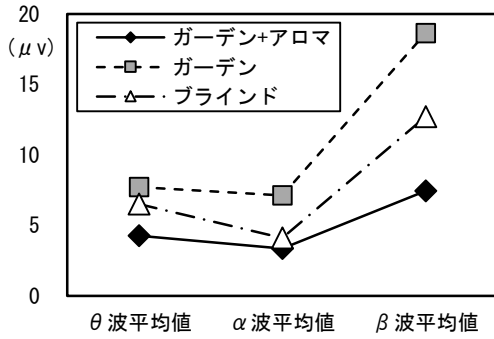 20
(μv)
15
10
5
0
ガーデン+アロマ
ガーデン
ブラインド
θ波平均値 α波平均値 β波平均値